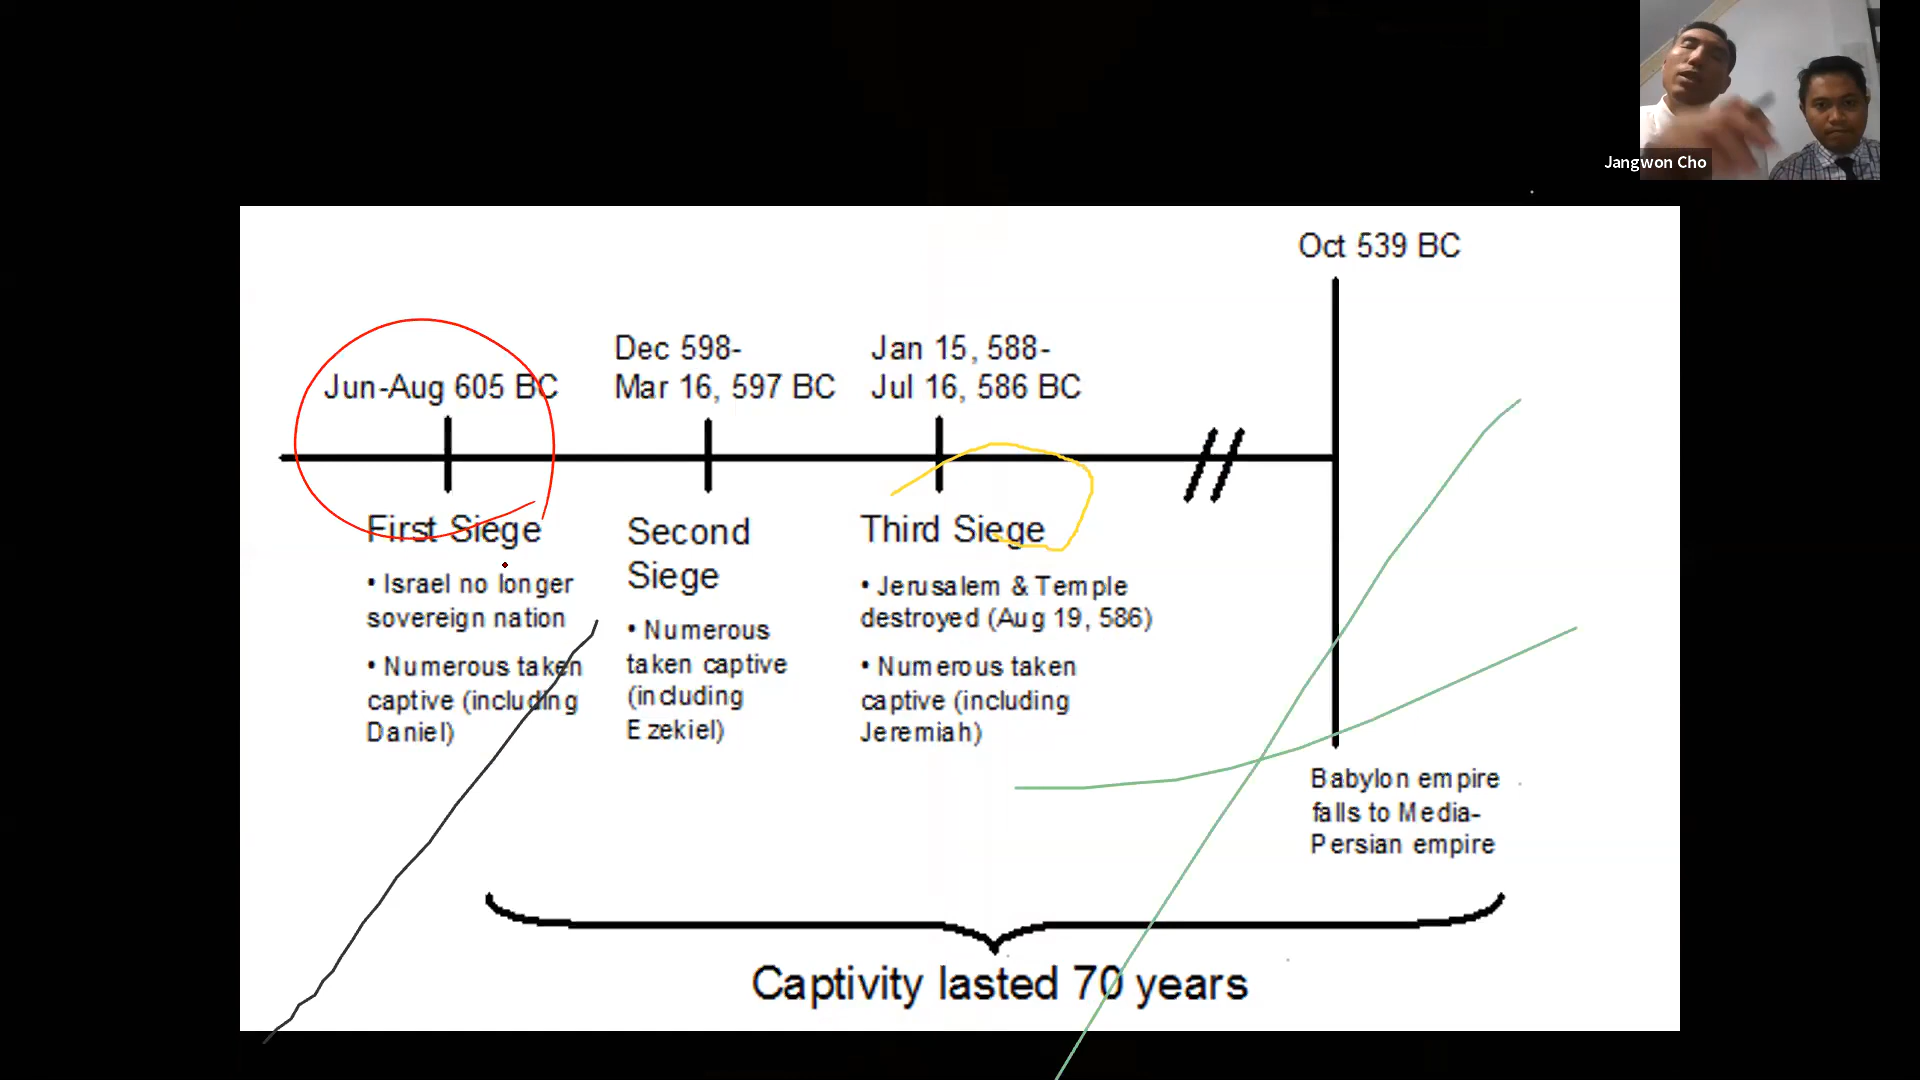 Jangwon Cho
Oct 539 BC
Jun-Aug 605 BC
Dec 598-
Mar 16, 597 BC
Jan 15, 588-
Jul 16, 586 BC
First Siege
• Israel no longer
sovereign nation
• Numerous taken
captive (including
Daniel)
Second
Siege
• Numerous
taken captive
(including
Ezekiel)
Third Siege
• Jerusalem & Temple
destroyed (Aug 19, 586)
• Numerous taken
captive (including
Jeremiah)
Babylon empire
falls to Media-
Persian empire
Captivity lasted 70 years